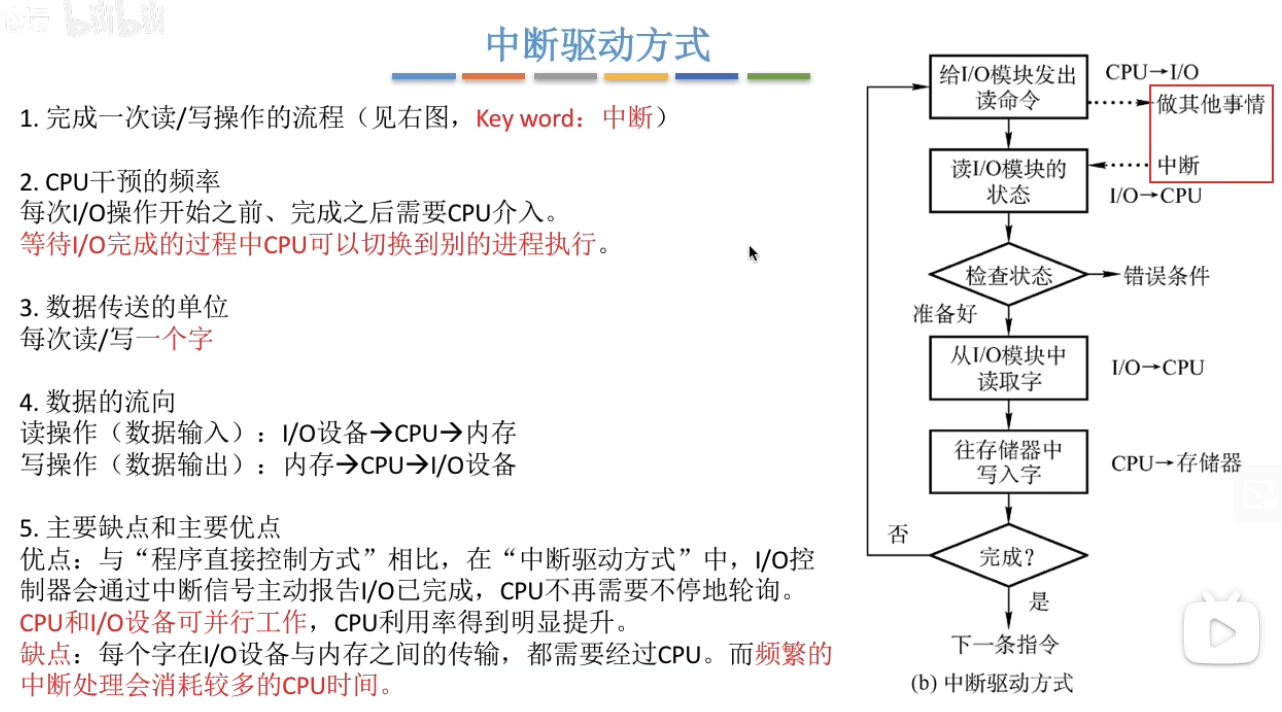 论坛 bilibili
中断驱动方式
1. 完成一次读/写操作的流程（见右图，Key word：中断）
2. CPU干预的频率
每次I/O操作开始之前、完成之后需要CPU介入。
等待I/O完成的过程中CPU可以切换到别的进程执行。
3. 数据传送的单位
每次读/写一个字
4. 数据的流向
读操作（数据输入）：I/O设备→CPU→内存
写操作（数据输出）：内存→CPU→I/O设备
5. 主要缺点和主要优点
优点：与“程序直接控制方式”相比，在“中断驱动方式”中，I/O控
制器会通过中断信号主动报告I/O已完成，CPU不再需要不停地轮询。
CPU和I/O设备可并行工作，CPU利用率得到明显提升。
缺点：每个字在I/O设备与内存之间的传输，都需要经过CPU。而频繁的
中断处理会消耗较多的CPU时间。
给I/O模块发出
读命令
CPU→I/O
做其他事情
读I/O模块的
状态
中断
I/O→CPU
检查状态
错误条件
准备好
从I/O模块中
读取字
I/O→CPU
往存储器中
写入字
CPU→存储器
否
完成？
是
下一条指令
(b) 中断驱动方式